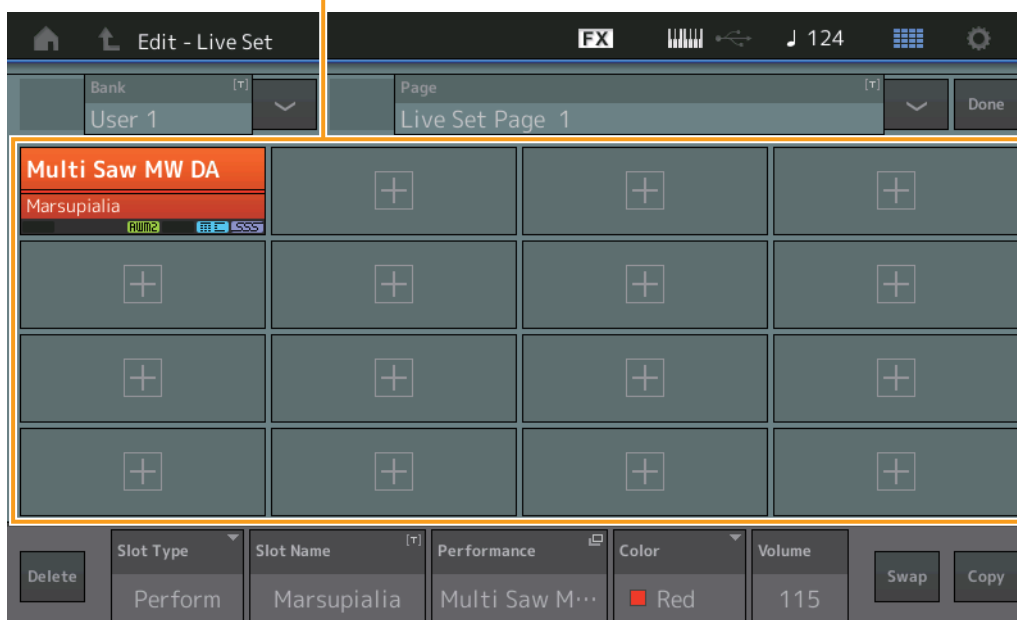 Edit - Live Set
FX
124
Bank
[T]
User 1
Page
[T]
Live Set Page 1
Done
Multi Saw MW DA
Marsupialia
AWM2
SSS
Delete
Slot Type
Perform
Slot Name
[T]
Marsupialia
Performance
Multi Saw M···
Color
Red
Volume
115
Swap
Copy